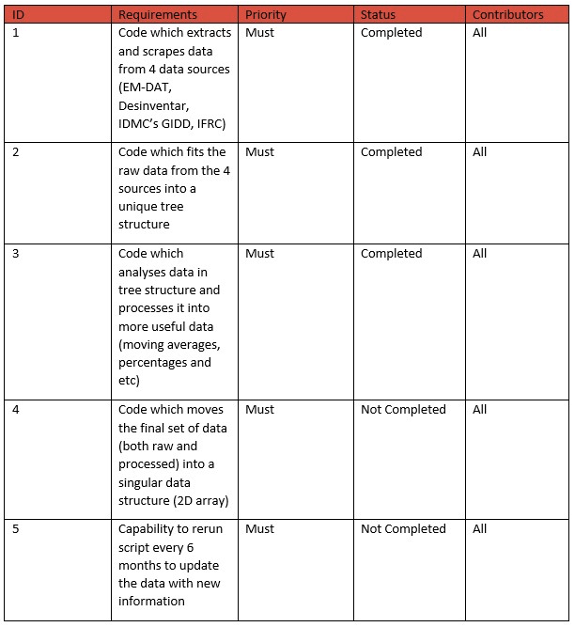 ID Requirements Priority Status Contributors
1 Code which extracts Must Completed All
and scrapes data
from 4 data sources
(EM-DAT,
Desinventar,
IDMC's GIDD, IFRC)
2 Code which fits the Must Completed All
raw data from the 4
sources into a
unique tree
structure
3 Code which Must Completed All
analyses data in
tree structure and
processes it into
more useful data
(moving averages,
percentages and
etc)
4 Code which moves Must Not Completed All
the final set of data
(both raw and
processed) into a
singular data
structure (2D array)
5 Capability to rerun Must Not Completed All
script every 6
months to update
the data with new
information